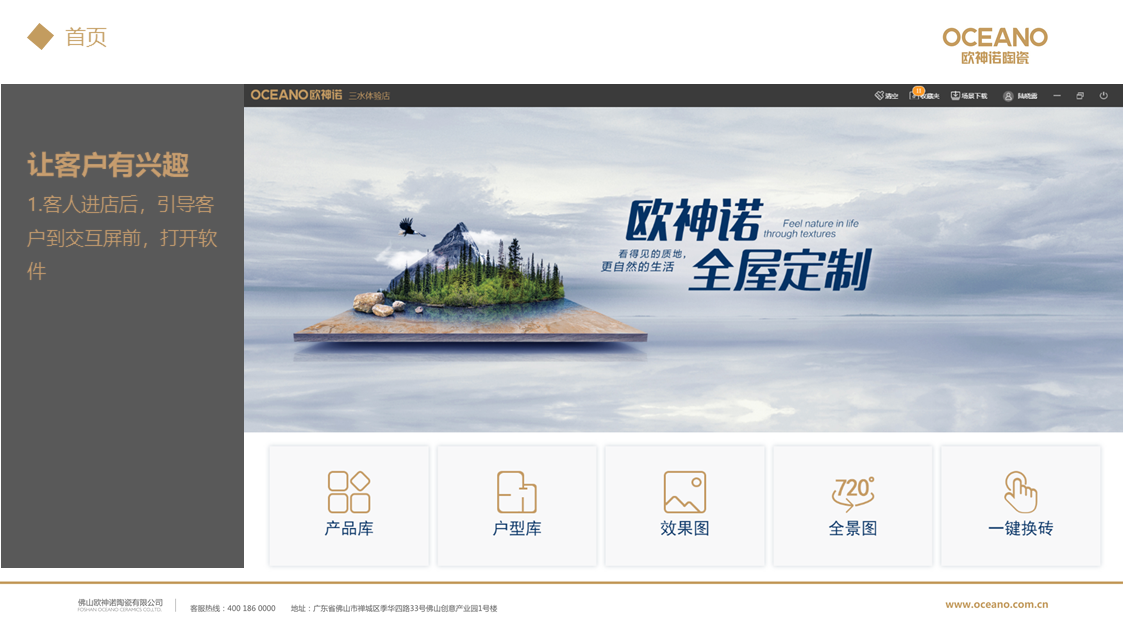 首页
OCEANO
欧神诺陶瓷
OCEANO欧神诺 三水体验店
清空
收藏夹
场景下载
让客户有兴趣
1.客人进店后，引导客
户到交互屏前，打开软
件
欧神诺
Feel nature in life
through textures
看得见的质地，
更自然的生活
全屋定制
720°
产品库
户型库
效果图
全景图
一键换砖
佛山欧神诺陶瓷有限公司
FOSHAN OCEANO CERAMICS CO.,LTD.
客服热线：400 186 0000
地址：广东省佛山市禅城区季华四路33号佛山创意产业园1号楼
www.oceano.com.cn